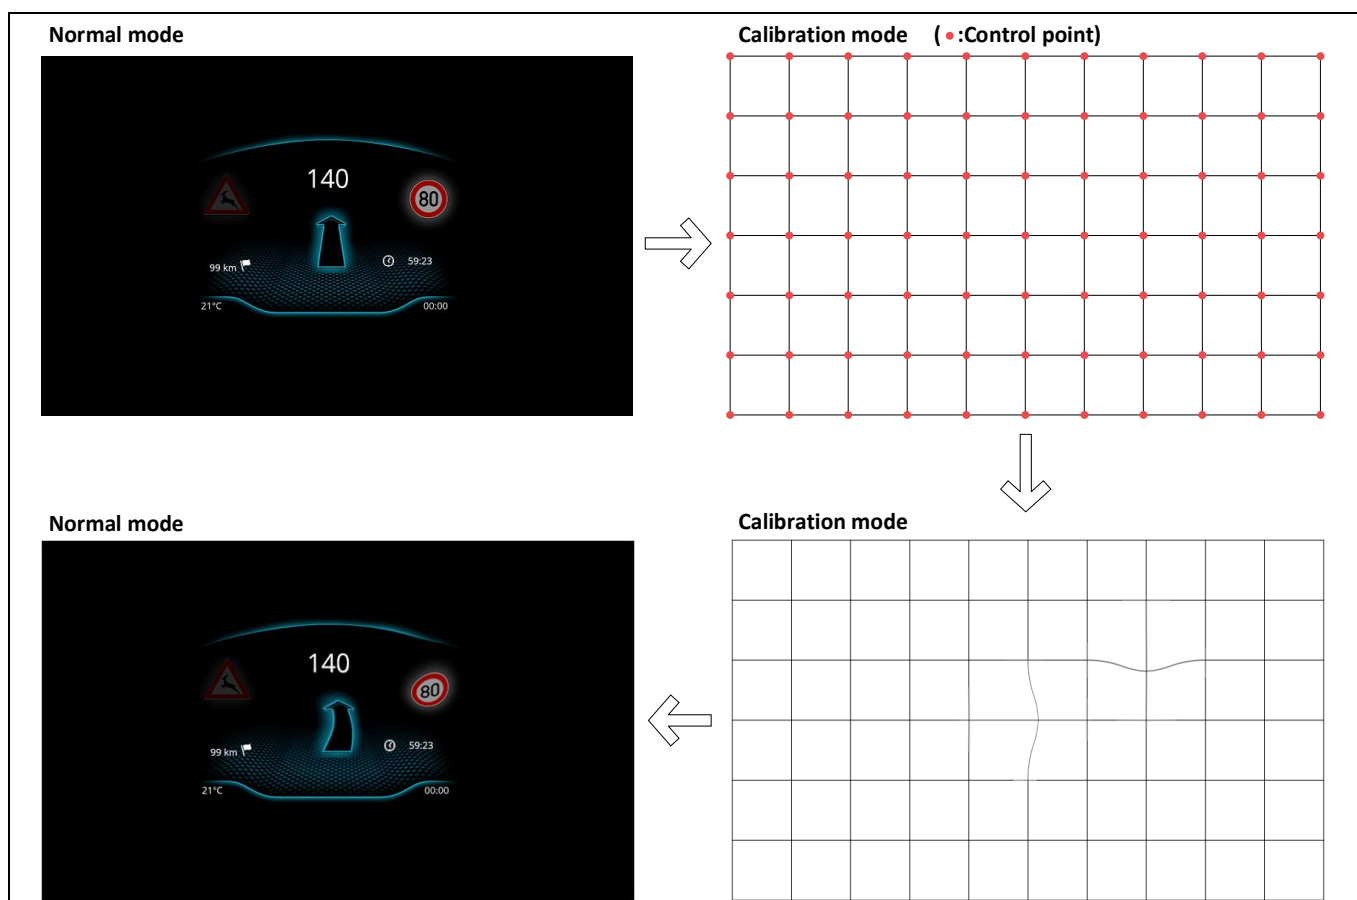 Normal mode
Calibration mode ( •:Control point)
140
80
99 km
59:23
21°C
00:00
Normal mode
Calibration mode
140
80
99 km
59:23
21°C
00:00